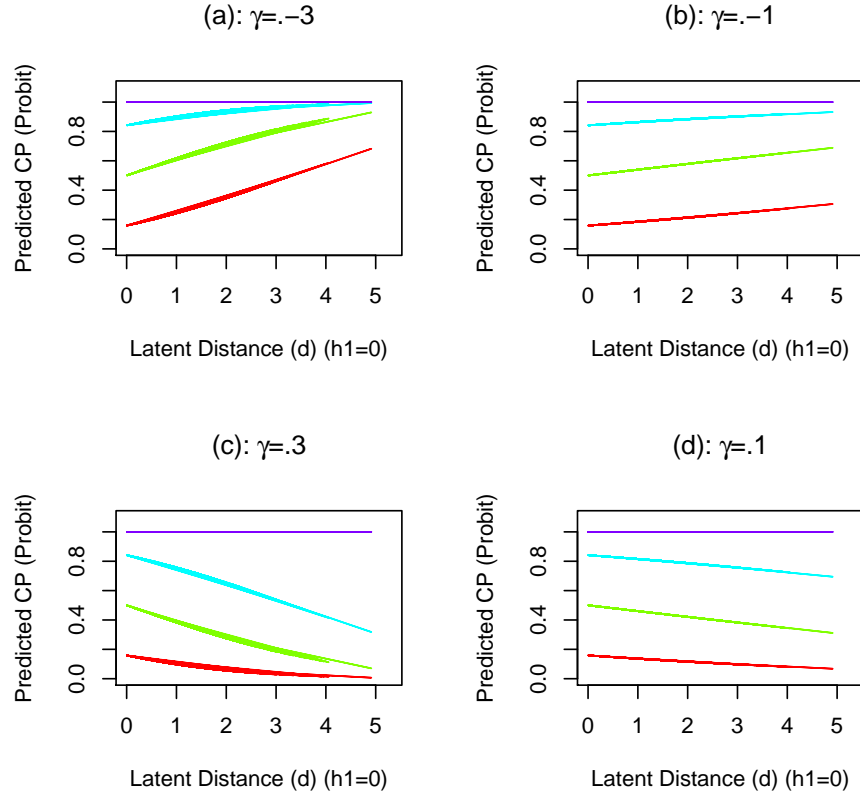 (a): γ=.−3
Predicted CP (Probit)
0.0 0.4 0.8
0 1 2 3 4 5
Latent Distance (d) (h1=0)
(b): γ=.−1
Predicted CP (Probit)
0.0 0.4 0.8
0 1 2 3 4 5
Latent Distance (d) (h1=0)
(c): γ=.3
Predicted CP (Probit)
0.0 0.4 0.8
0 1 2 3 4 5
Latent Distance (d) (h1=0)
(d): γ=.1
Predicted CP (Probit)
0.0 0.4 0.8
0 1 2 3 4 5
Latent Distance (d) (h1=0)